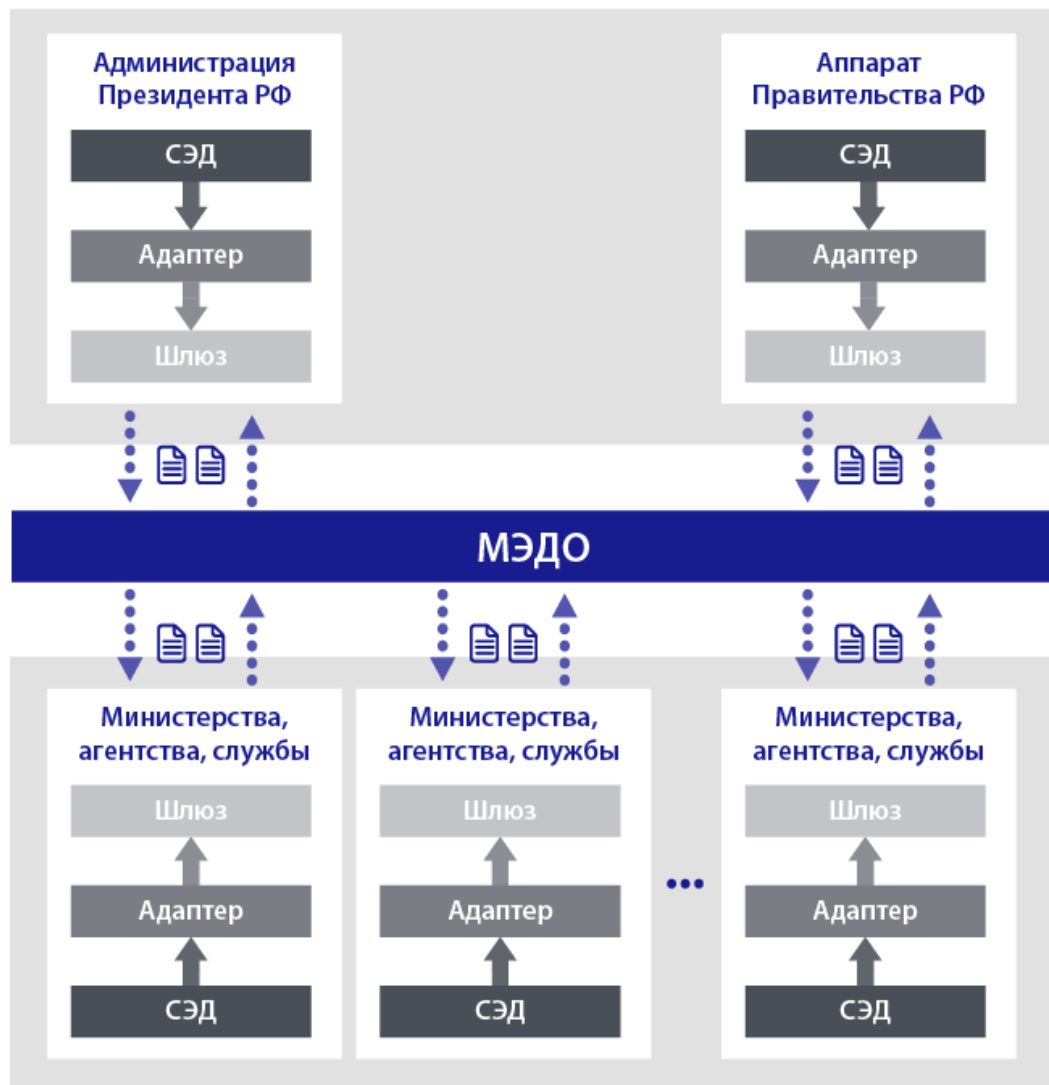 Администрация
Президента РФ
СЭД
Адаптер
Шлюз
Аппарат
Правительства РФ
СЭД
Адаптер
Шлюз
МЭДО
Министерства,
агентства, службы
Шлюз
Адаптер
СЭД
Министерства,
агентства, службы
Шлюз
Адаптер
СЭД
...
Министерства,
агентства, службы
Шлюз
Адаптер
СЭД